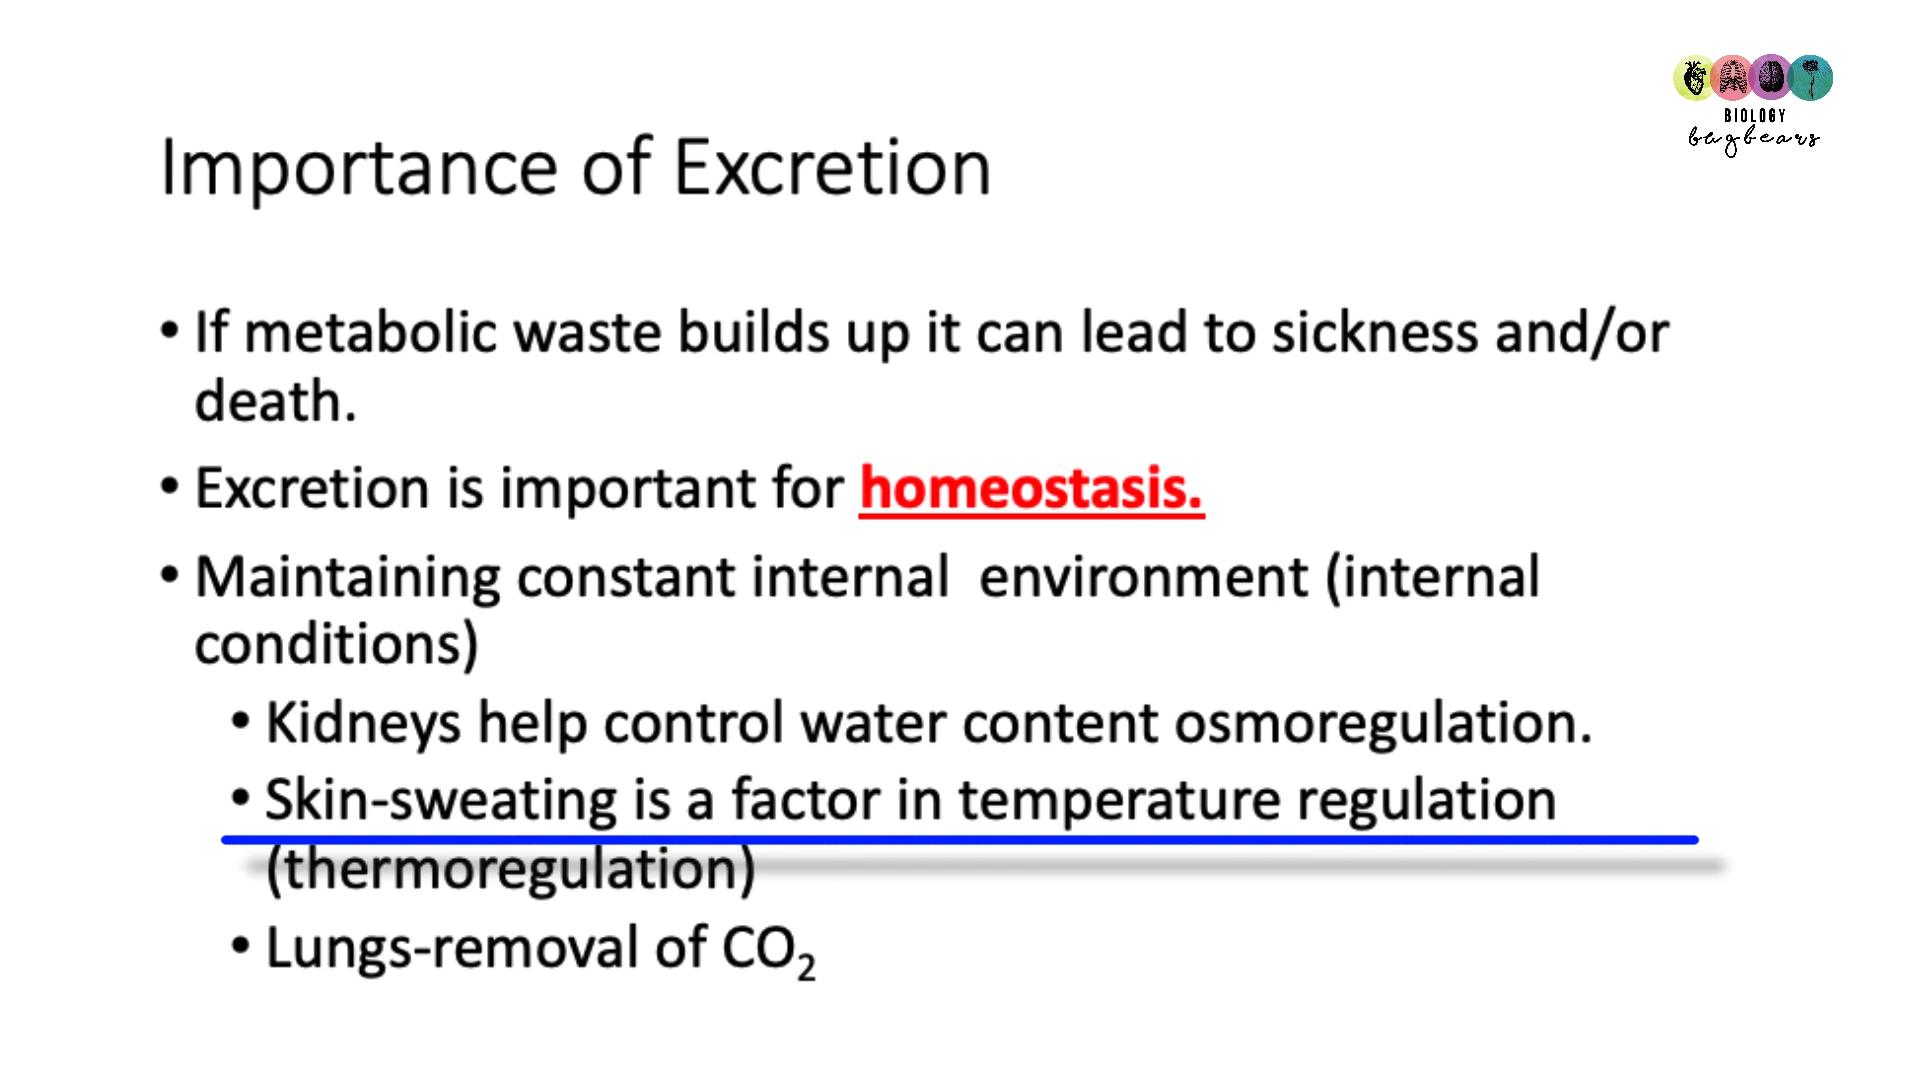 BIOLOGY
bugbears
Importance of Excretion
• If metabolic waste builds up it can lead to sickness and/or
death.
• Excretion is important for homeostasis.
• Maintaining constant internal  environment (internal
conditions)
• Kidneys help control water content osmoregulation.
• Skin-sweating is a factor in temperature regulation
(thermoregulation)
• Lungs-removal of CO₂